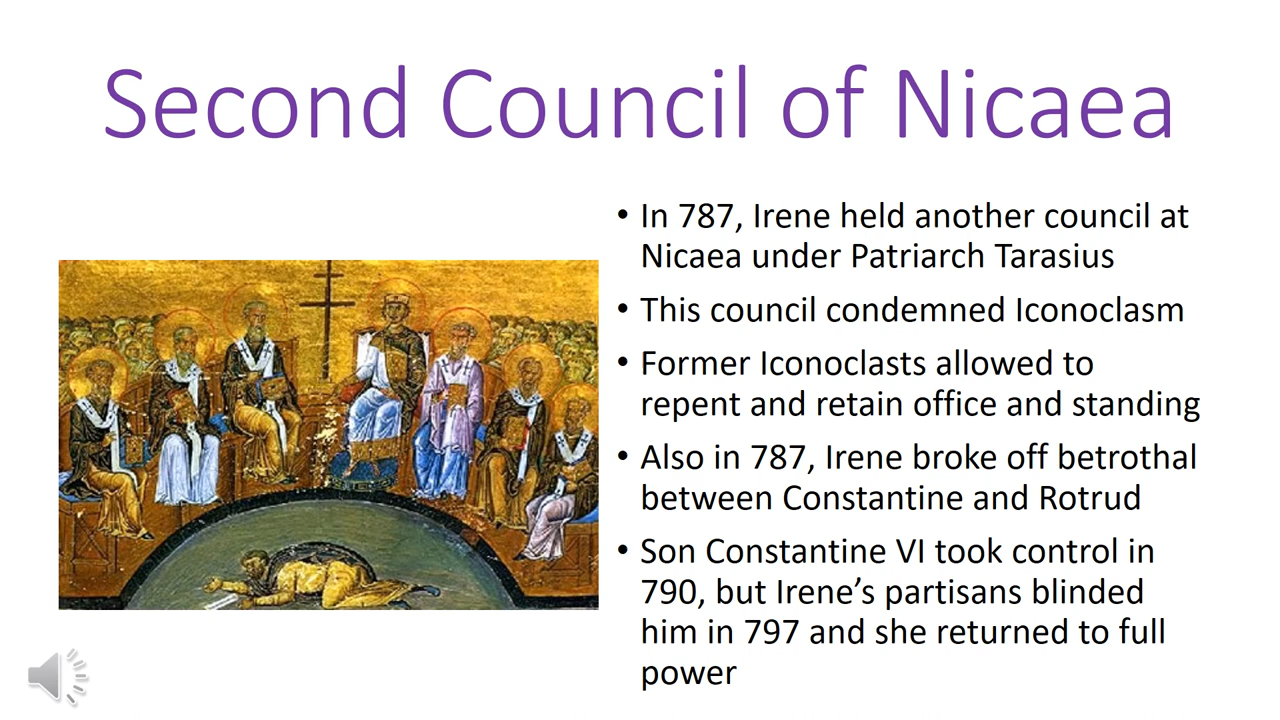 Second Council of Nicaea
• In 787, Irene held another council at
Nicaea under Patriarch Tarasius
• This council condemned Iconoclasm
• Former Iconoclasts allowed to
repent and retain office and standing
• Also in 787, Irene broke off betrothal
between Constantine and Rotrud
• Son Constantine VI took control in
790, but Irene’s partisans blinded
him in 797 and she returned to full
power